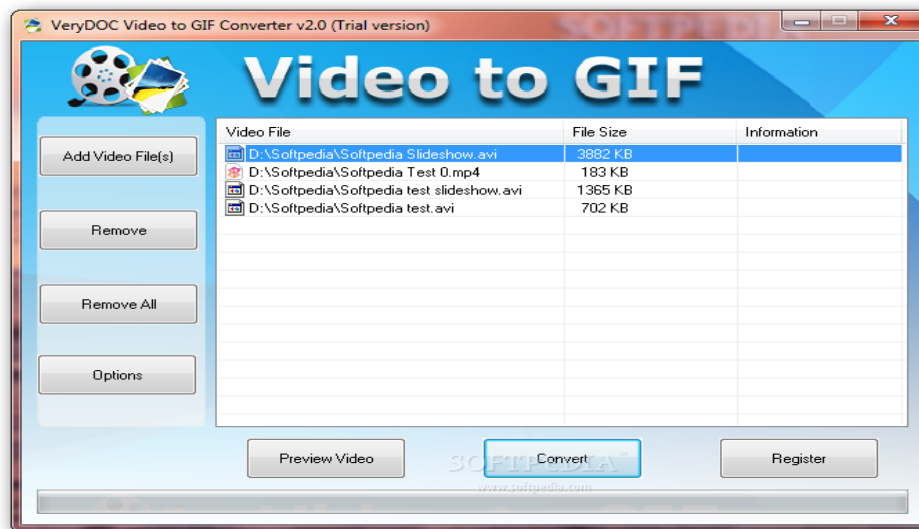 VeryDOC Video to GIF Converter v2.0 (Trial version)
SOFTPEDIA
Video to GIF
Video File File Size Information
Add Video File(s)
D:\Softpedia\Softpedia Slideshow.avi 3882 KB
D:\Softpedia\Softpedia Test 0.mp4 183 KB
D:\Softpedia\Softpedia test slideshow.avi 1365 KB
D:\Softpedia\Softpedia test.avi 702 KB
Remove
Remove All
Options
Preview Video Convert Register
SOFTPEDIA™
www.softpedia.com